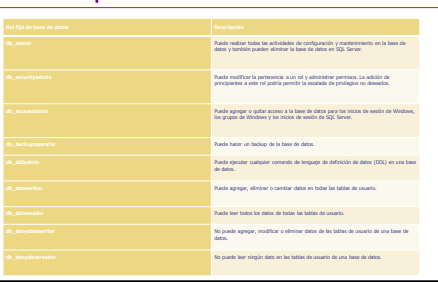 Rol fijo de base de datos Descripción
db_owner Puede realizar todas las actividades de configuración y mantenimiento en la base de
datos y también pueden eliminar la base de datos en SQL Server.
db_securityadmin Puede modificar la pertenencia a un rol y administrar permisos. La adición de
principiantes a este rol podría permitir la escalada de privilegios no deseados.
db_accessadmin Puede agregar o quitar acceso a la base de datos para los inicios de sesión de Windows,
los grupos de Windows y los inicios de sesión de SQL Server.
db_backupoperator Puede hacer un backup de la base de datos.
db_ddladmin Puede ejecutar cualquier comando de lenguaje de definición de datos (DDL) en una base
de datos.
db_datawriter Puede agregar, eliminar o cambiar datos en todas las tablas de usuario.
db_datareader Puede leer todos los datos de todas las tablas de usuario.
db_denydatawriter No puede agregar, modificar o eliminar datos de las tablas de usuario de una base de
datos.
db_denydatareader No puede leer ningún dato en las tablas de usuario de una base de datos.